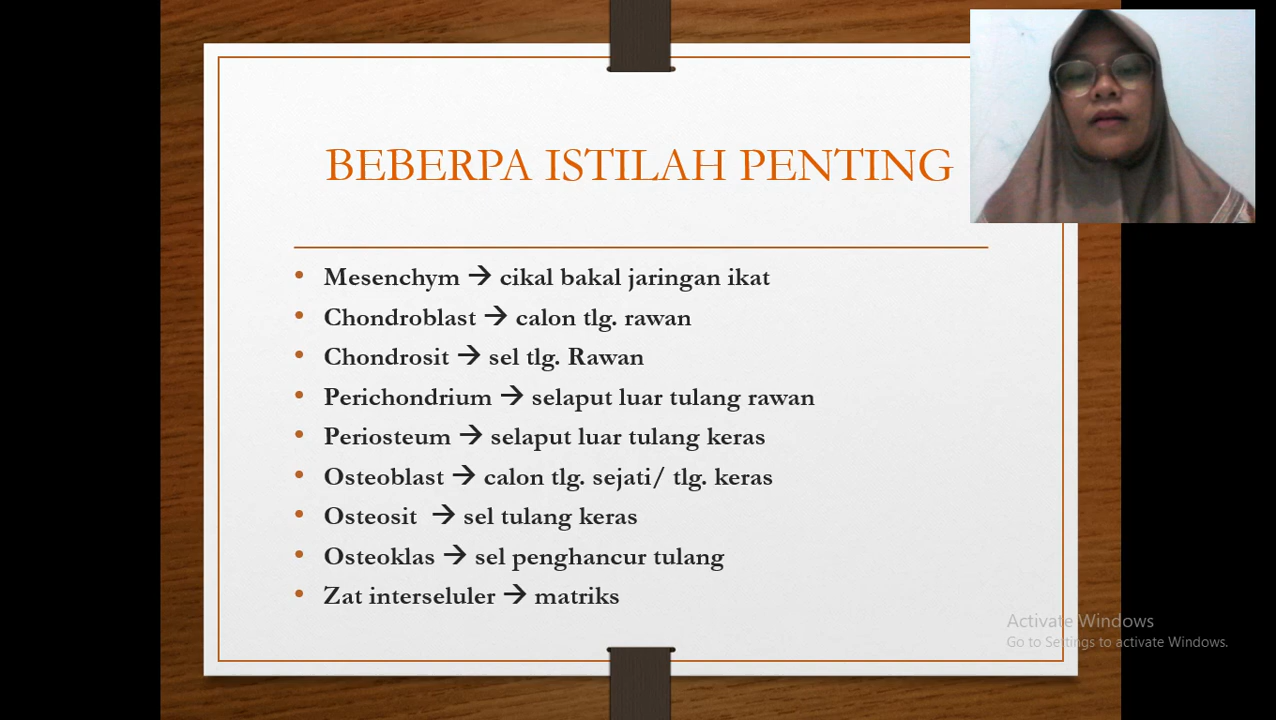 BEBERPA ISTILAH PENTING
• Mesenchym → cikal bakal jaringan ikat
• Chondroblast → calon tlg. rawan
• Chondrosit → sel tlg. Rawan
• Perichondrium → selaput luar tulang rawan
• Periosteum → selaput luar tulang keras
• Osteoblast → calon tlg. sejati/ tlg. keras
• Osteosit → sel tulang keras
• Osteoklas → sel penghancur tulang
• Zat interseluler → matriks
Activate Windows
Go to Settings to activate Windows.